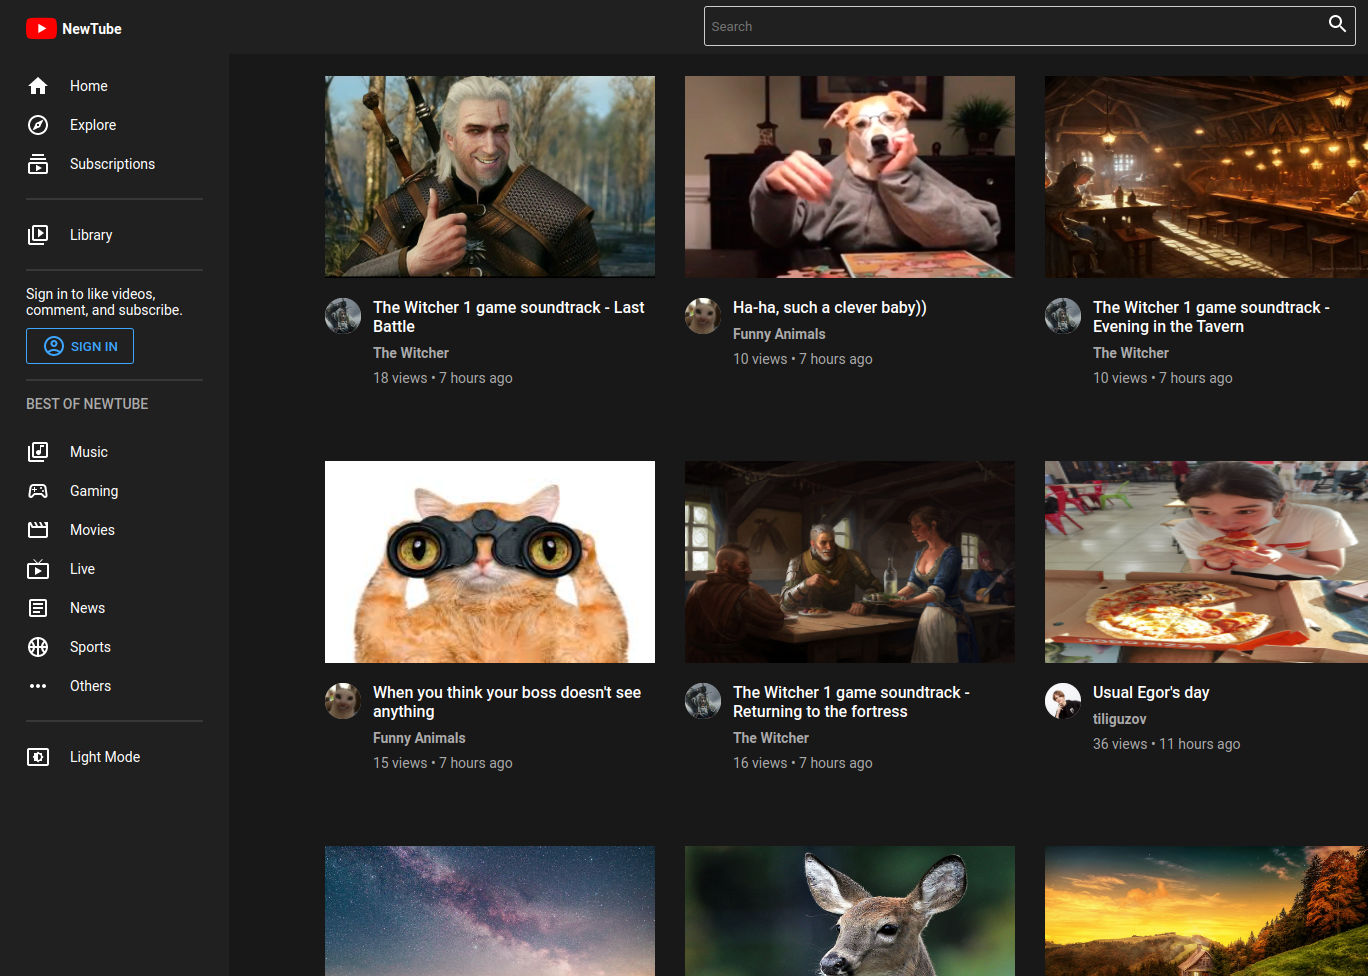 NewTube
Search
Home
Explore
Subscriptions
Library
Sign in to like videos,
comment, and subscribe.
SIGN IN
BEST OF NEWTUBE
Music
Gaming
Movies
Live
News
Sports
Others
Light Mode
The Witcher 1 game soundtrack - Last
Battle
The Witcher
18 views • 7 hours ago
Ha-ha, such a clever baby))
Funny Animals
10 views • 7 hours ago
The Witcher 1 game soundtrack -
Evening in the Tavern
The Witcher
10 views • 7 hours ago
DODO PIZZA
When you think your boss doesn't see
anything
Funny Animals
15 views • 7 hours ago
The Witcher 1 game soundtrack -
Returning to the fortress
The Witcher
16 views • 7 hours ago
Usual Egor's day
tiliguzov
36 views • 11 hours ago